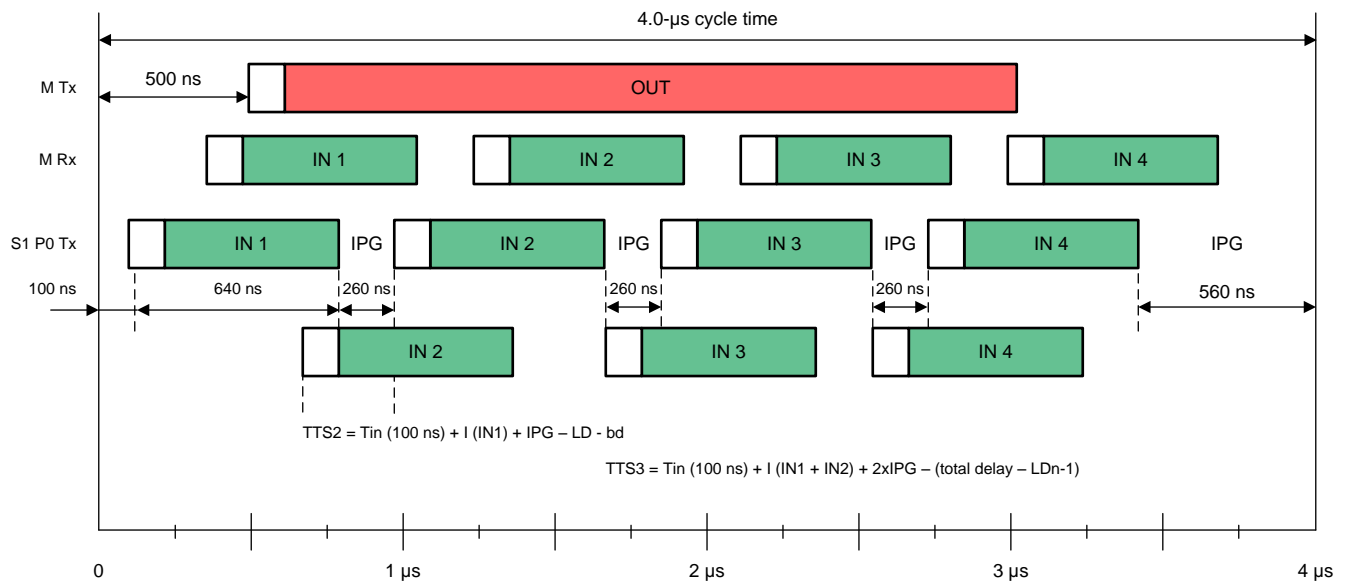 4.0-µs cycle time
500 ns
M Tx
OUT
M Rx
IN 1
IN 2
IN 3
IN 4
S1 P0 Tx
IN 1
IPG
IN 2
IPG
IN 3
IPG
IN 4
IPG
100 ns
640 ns
260 ns
260 ns
260 ns
560 ns
IN 2
IN 3
IN 4
TTS2 = Tin (100 ns) + I (IN1) + IPG – LD - bd
TTS3 = Tin (100 ns) + I (IN1 + IN2) + 2xIPG – (total delay – LDn-1)
0
1 µs
2 µs
3 µs
4 µs